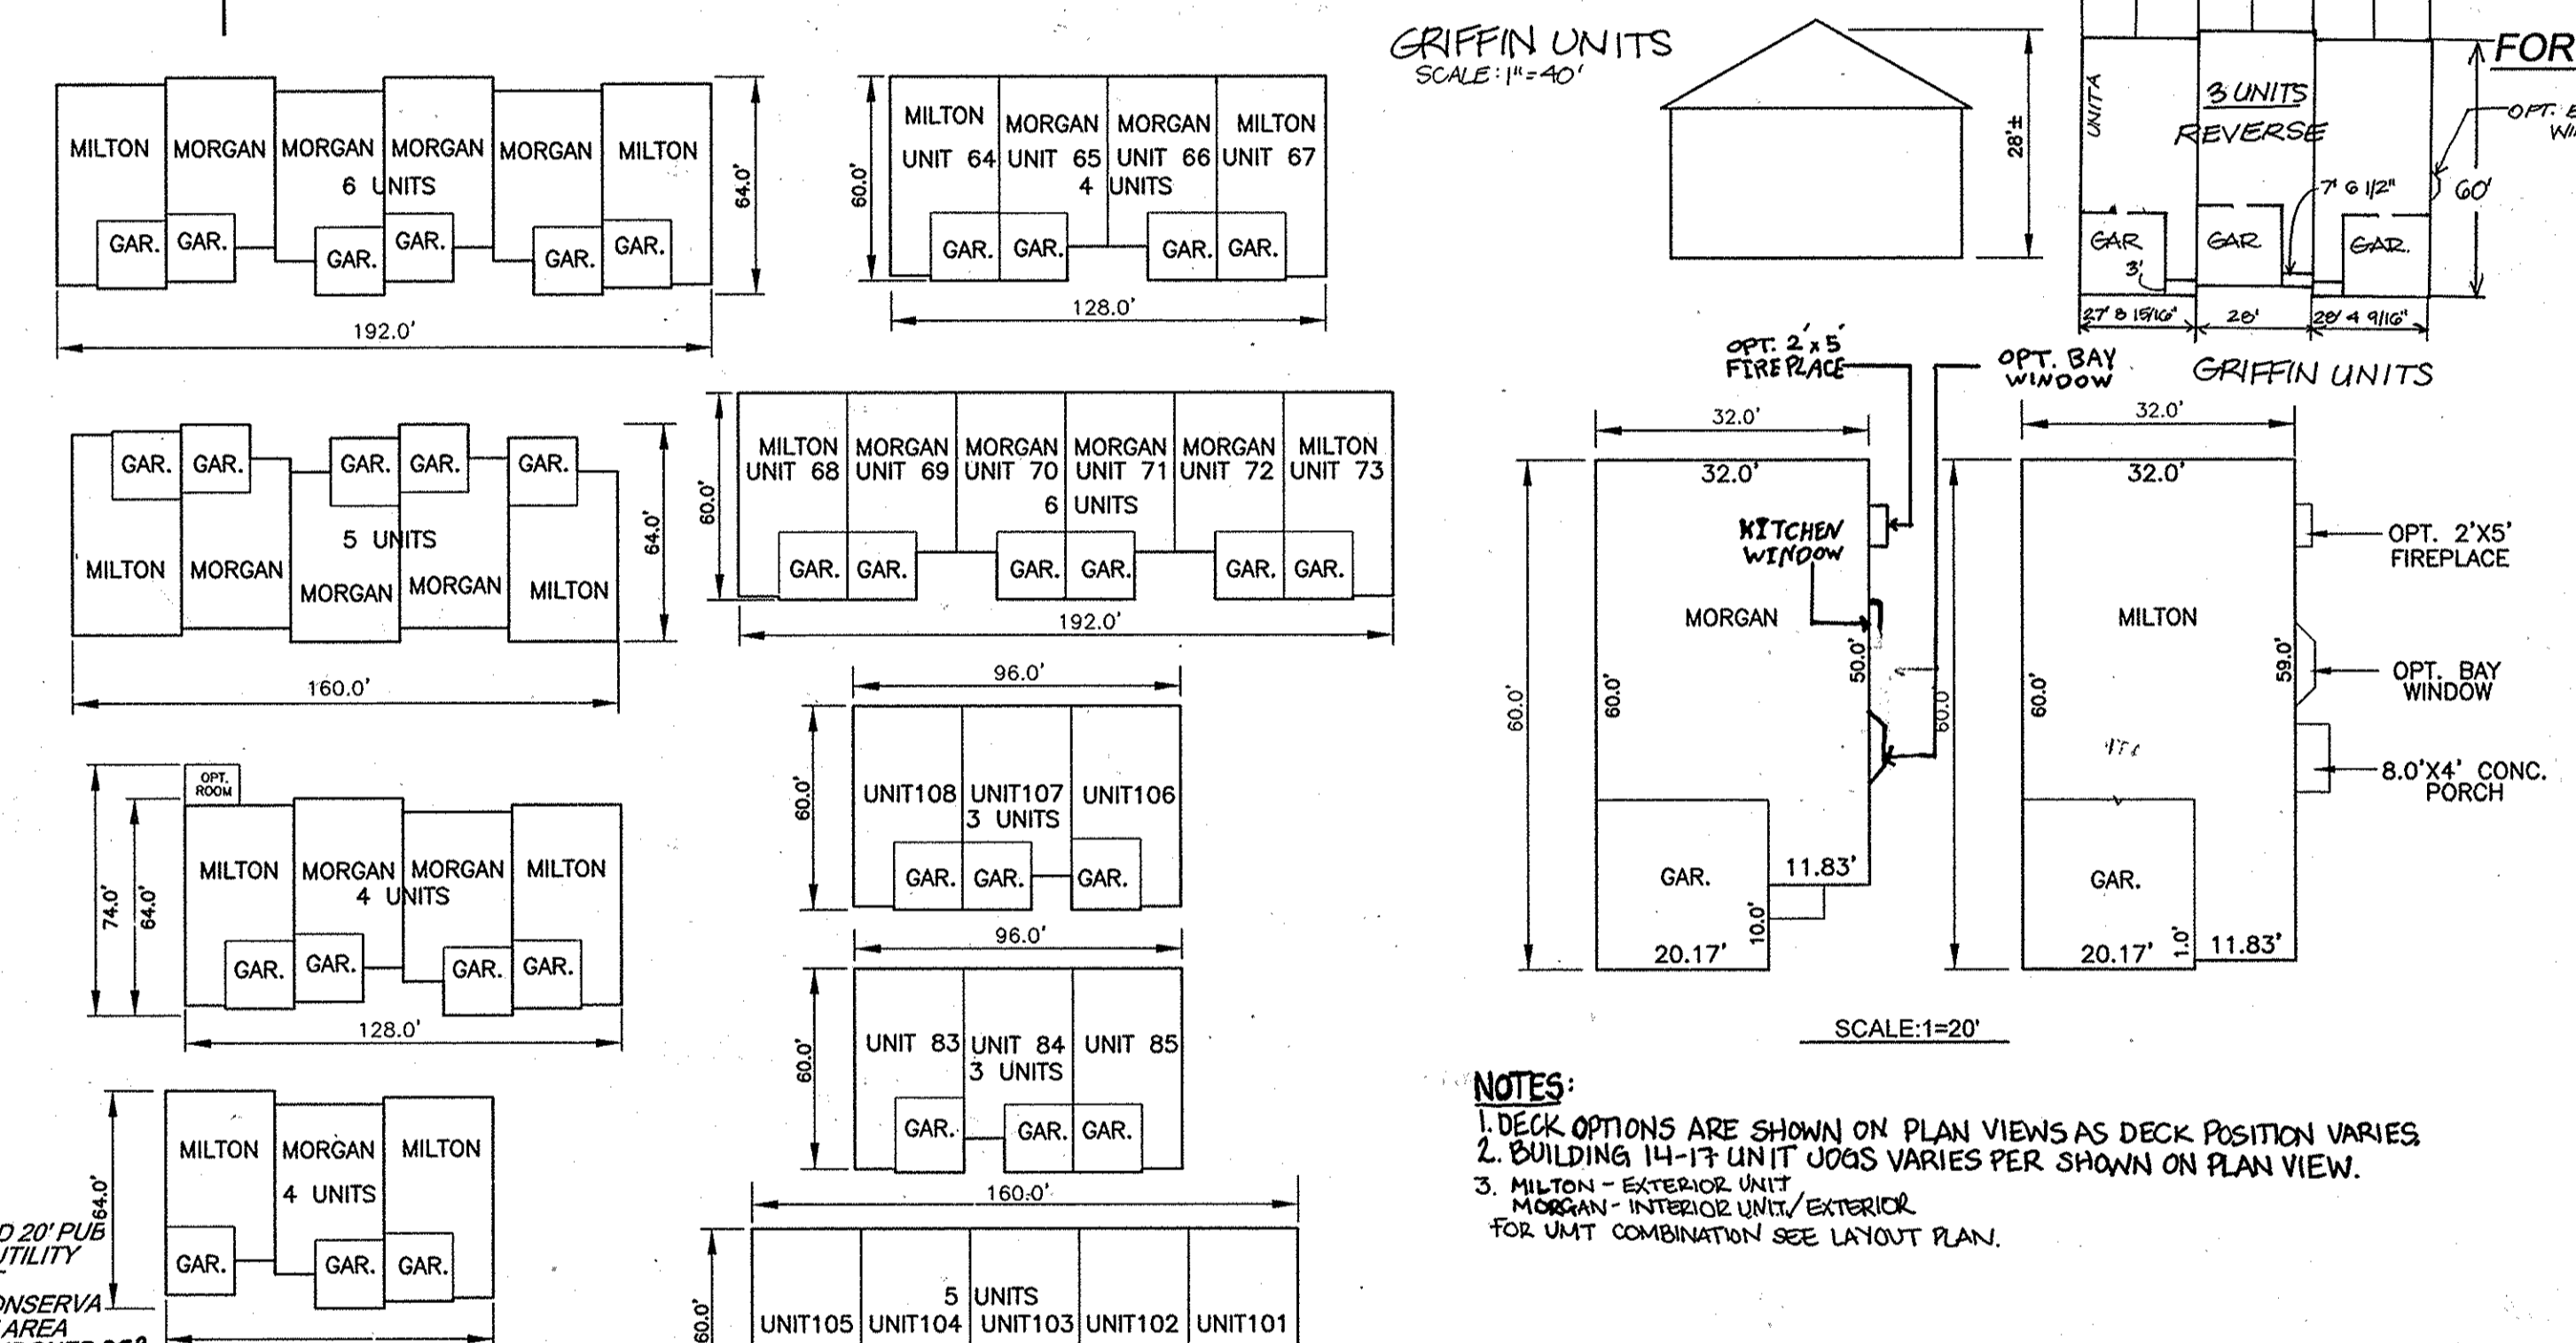 MILTON
MORGAN
MORGAN
MORGAN
MORGAN
MILTON
6 UNITS
GAR.
GAR.
GAR.
GAR.
GAR.
GAR.
64.0'
192.0'
MILTON
MORGAN
MORGAN
MILTON
UNIT 64
UNIT 65
UNIT 66
UNIT 67
4 UNITS
GAR.
GAR.
GAR.
GAR.
60.0'
128.0'
GRIFFIN UNITS
SCALE: 1"=40'
28'±
FOR
UNIT A
3 UNITS
REVERSE
OPT.
7' 6 1/2"
60'
GAR
GAR
GAR.
3'
27' 8 15/16"
28'
28' 4 9/16"
GRIFFIN UNITS
GAR.
GAR.
GAR.
GAR.
GAR.
5 UNITS
MILTON
MORGAN
MORGAN
MORGAN
MILTON
64.0'
160.0'
60.0'
MILTON
MORGAN
MORGAN
MORGAN
MORGAN
MILTON
UNIT 68
UNIT 69
UNIT 70
UNIT 71
UNIT 72
UNIT 73
6 UNITS
GAR.
GAR.
GAR.
GAR.
GAR.
GAR.
192.0'
OPT. 2'x5'
FIREPLACE
OPT. BAY
WINDOW
32.0'
32.0'
KITCHEN
WINDOW
MORGAN
60.0'
60.0'
50.0'
GAR.
11.83'
10.0'
20.17'
32.0'
32.0'
MILTON
60.0'
60.0'
59.0'
OPT. 2'X5'
FIREPLACE
OPT. BAY
WINDOW
8.0'X4' CONC.
PORCH
GAR.
20.17'
1.0'
11.83'
SCALE:1=20'
OPT.
ROOM
74.0'
64.0'
MILTON
MORGAN
MORGAN
MILTON
4 UNITS
GAR.
GAR.
GAR.
GAR.
128.0'
96.0'
60.0'
UNIT108
UNIT107
UNIT106
3 UNITS
GAR.
GAR.
GAR.
96.0'
60.0'
UNIT 83
UNIT 84
UNIT 85
3 UNITS
GAR.
GAR.
GAR.
64.0'
MILTON
MORGAN
MILTON
4 UNITS
GAR.
GAR.
GAR.
20' PUB
UTILITY
AREA
160.0'
60.0'
5 UNITS
UNIT105
UNIT104
UNIT103
UNIT102
UNIT101
NOTES:
1. DECK OPTIONS ARE SHOWN ON PLAN VIEWS AS DECK POSITION VARIES.
2. BUILDING 14-17 UNIT JOGS VARIES PER SHOWN ON PLAN VIEW.
3. MILTON - EXTERIOR UNIT
MORGAN - INTERIOR UNIT/EXTERIOR
FOR UNIT COMBINATION SEE LAYOUT PLAN.